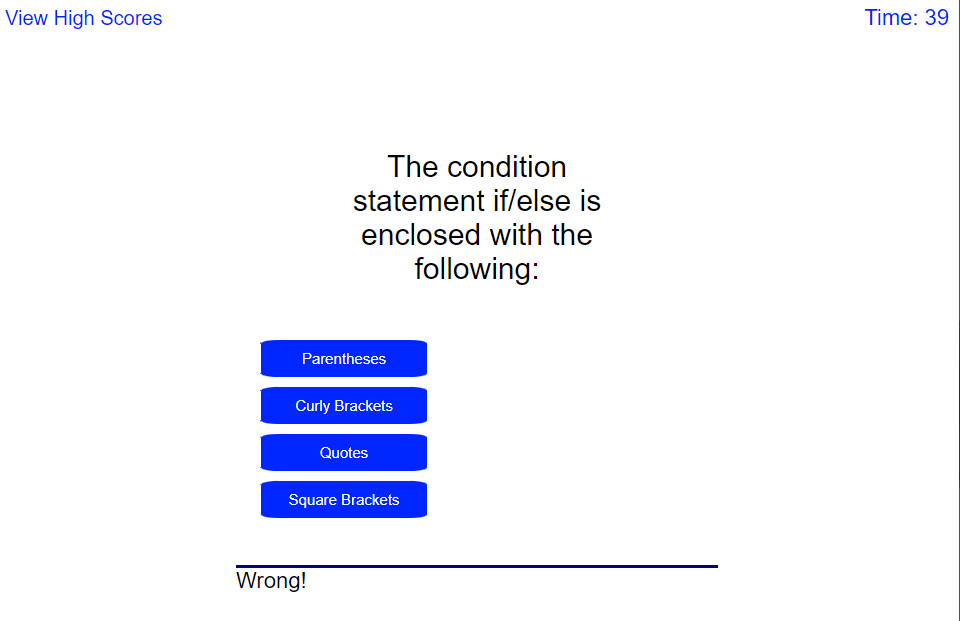 View High Scores
Time: 39
The condition
statement if/else is
enclosed with the
following:
Parentheses
Curly Brackets
Quotes
Square Brackets
Wrong!